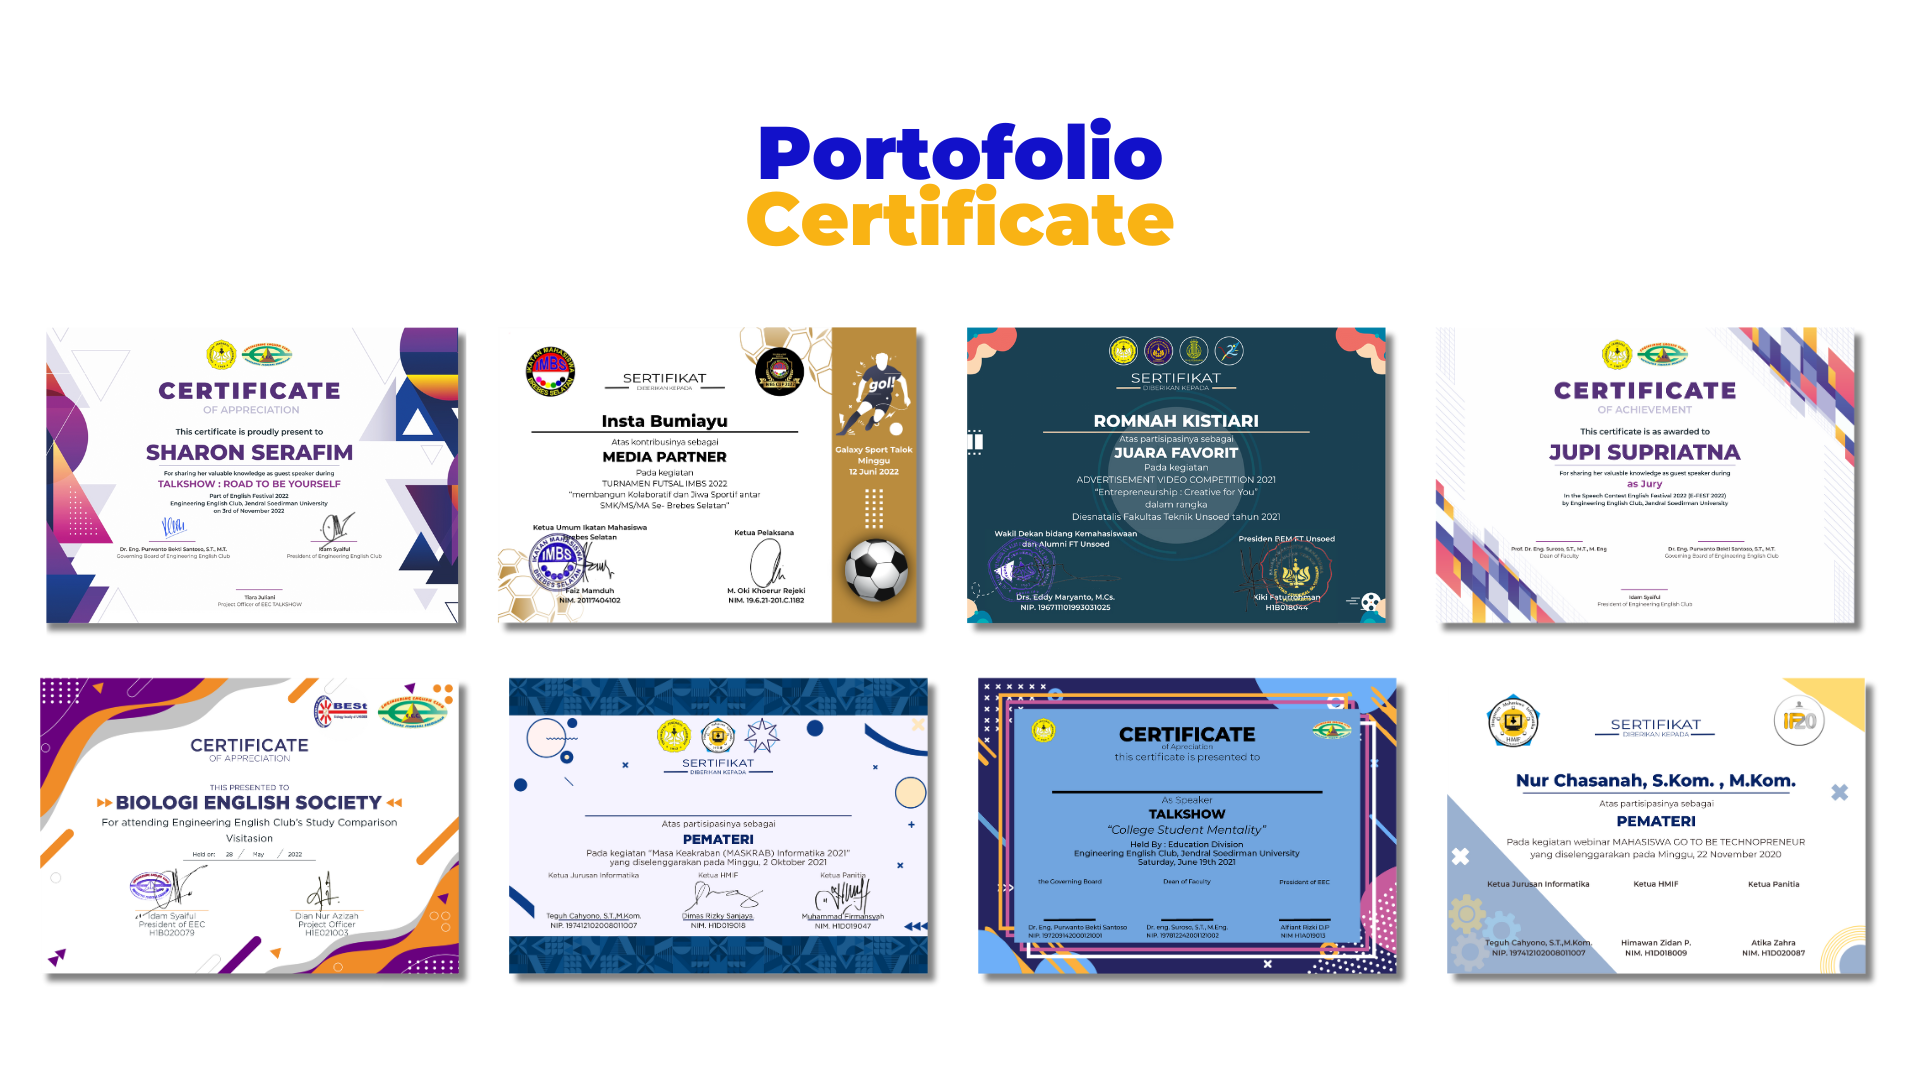 Portofolio
Certificate
CERTIFICATE
OF APPRECIATION
This certificate is proudly present to
SHARON SERAFIM
For sharing her valuable knowledge as guest speaker during
TALKSHOW : ROAD TO BE YOURSELF
Part of English Festival 2022
Engineering English Club, Jendral Soedirman University
on 3rd of November 2022
Dr. Eng. Purwanto Bekti Santoso, S.T., M.T.
Governing Board of Engineering English Club
Idam Syaiful
President of Engineering English Club
Tiara Juliani
Project Officer of EEC TALKSHOW
IKATAN MAHASISWA
IMBS
BREBES SELATAN
SERTIFIKAT
DIBERIKAN KEPADA
Insta Bumiayu
Atas kontribusinya sebagai
MEDIA PARTNER
Pada kegiatan
TURNAMEN FUTSAL IMBS 2022
"membangun Kolaboratif dan Jiwa Sportif antar
SMK/MS/MA Se- Brebes Selatan"
Ketua Umum Ikatan Mahasiswa
Brebes Selatan
Faiz Mamduh
NIM. 20117404102
Ketua Pelaksana
M. Oki Khoerur Rejeki
NIM. 19.6.21-201.C.1182
gol!
Galaxy Sport Talok
Minggu
12 Juni 2022
SERTIFIKAT
DIBERIKAN KEPADA
ROMNAH KISTIARI
Atas partisipasinya sebagai
JUARA FAVORIT
Pada kegiatan
ADVERTISEMENT VIDEO COMPETITION 2021
"Entrepreneurship : Creative for You"
dalam rangka
Diesnatalis Fakultas Teknik Unsoed tahun 2021
Wakil Dekan bidang Kemahasiswaan
dan Alumni FT Unsoed
Drs. Eddy Maryanto, M.Cs.
NIP. 196711101993031025
Presiden BEM FT Unsoed
Kiki Faturrohman
H1B018044
CERTIFICATE
OF ACHIEVEMENT
This certificate is as awarded to
JUPI SUPRIATNA
For sharing her valuable knowledge as guest speaker during
as Jury
in the Speech Contest English Festival 2022 (E-FEST 2022)
by Engineering English Club, Jendral Soedirman University
Prof. Dr. Eng. Suroso, S.T., M.T., M. Eng
Dean of Faculty
Dr. Eng. Purwanto Bekti Santoso, S.T., M.T.
Governing Board of Engineering English Club
Idam Syaiful
President of Engineering English Club
BESt
CERTIFICATE
OF APPRECIATION
THIS PRESENTED TO
BIOLOGI ENGLISH SOCIETY
For attending Engineering English Club's Study Comparison
Visitasion
Held on: 28 / May / 2022
Idam Syaiful
President of EEC
H1B020079
Dian Nur Azizah
Project Officer
H1E021003
SERTIFIKAT
DIBERIKAN KEPADA
Atas partisipasinya sebagai
PEMATERI
Pada kegiatan "Masa Keakraban (MASKRAB) Informatika 2021"
yang diselenggarakan pada Minggu, 2 Oktober 2021
Ketua Jurusan Informatika
Ketua HMIF
Ketua Panitia
Teguh Cahyono, S.T.,M.Kom.
NIP. 197412102008011007
Dimas Rizky Sanjaya.
NIM. H1D019018
Muhammad Firmansyah
NIM. H1D019047
CERTIFICATE
of Apreciation
this certificate is presented to
As Speaker
TALKSHOW
"College Student Mentality"
Held By : Education Division
Engineering English Club, Jendral Soedirman University
Saturday, June 19th 2021
the Governing Board
Dean of Faculty
President of EEC
Dr. Eng. Purwanto Bekti Santoso
NIP. 197209142000121001
Dr. eng. Suroso, S.T., M.Eng.
NIP. 197812242001121002
Alfiant Rizki D.P
NIM H1A019013
HMIF
SERTIFIKAT
DIBERIKAN KEPADA
Nur Chasanah, S.Kom. , M.Kom.
Atas partisipasinya sebagai
PEMATERI
Pada kegiatan webinar MAHASISWA GO TO BE TECHNOPRENEUR
yang diselenggarakan pada Minggu, 22 November 2020
Ketua Jurusan Informatika
Ketua HMIF
Ketua Panitia
Teguh Cahyono, S.T.,M.Kom.
NIP. 197412102008011007
Himawan Zidan P.
NIM. H1D018009
Atika Zahra
NIM. H1D020087